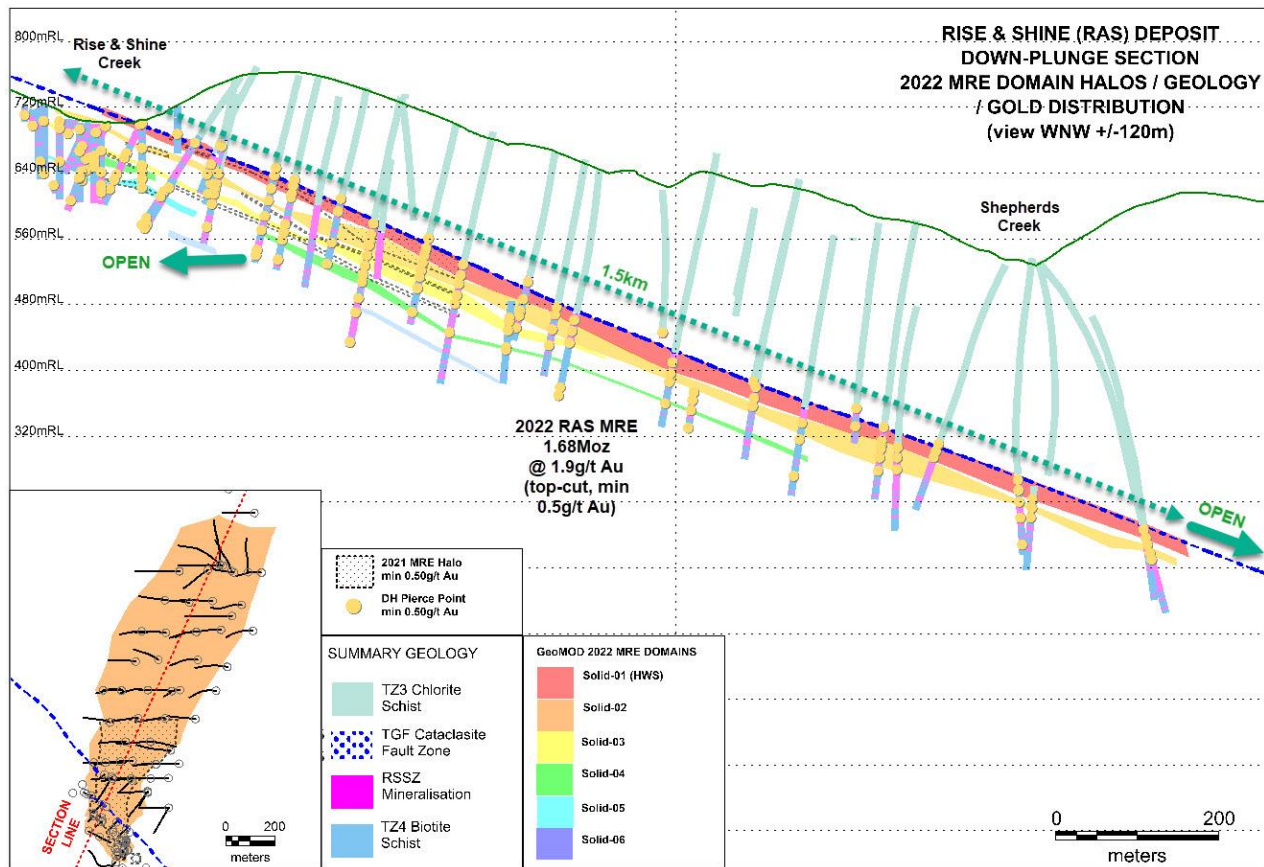 RISE & SHINE (RAS) DEPOSIT
DOWN-PLUNGE SECTION
2022 MRE DOMAIN HALOS / GEOLOGY
/ GOLD DISTRIBUTION
(view WNW +/-120m)
800mRL
Rise & Shine
Creek
720mRL
640mRL
560mRL
480mRL
400mRL
320mRL
OPEN
1.5km
Shepherds
Creek
OPEN
2022 RAS MRE
1.68Moz
@ 1.9g/t Au
(top-cut, min
0.5g/t Au)
SECTION
LINE
0 200
meters
2021 MRE Halo
min 0.50g/t Au
DH Pierce Point
min 0.50g/t Au
SUMMARY GEOLOGY
TZ3 Chlorite
Schist
TGF Cataclasite
Fault Zone
RSSZ
Mineralisation
TZ4 Biotite
Schist
GeoMOD 2022 MRE DOMAINS
Solid-01 (HWS)
Solid-02
Solid-03
Solid-04
Solid-05
Solid-06
0 200
meters